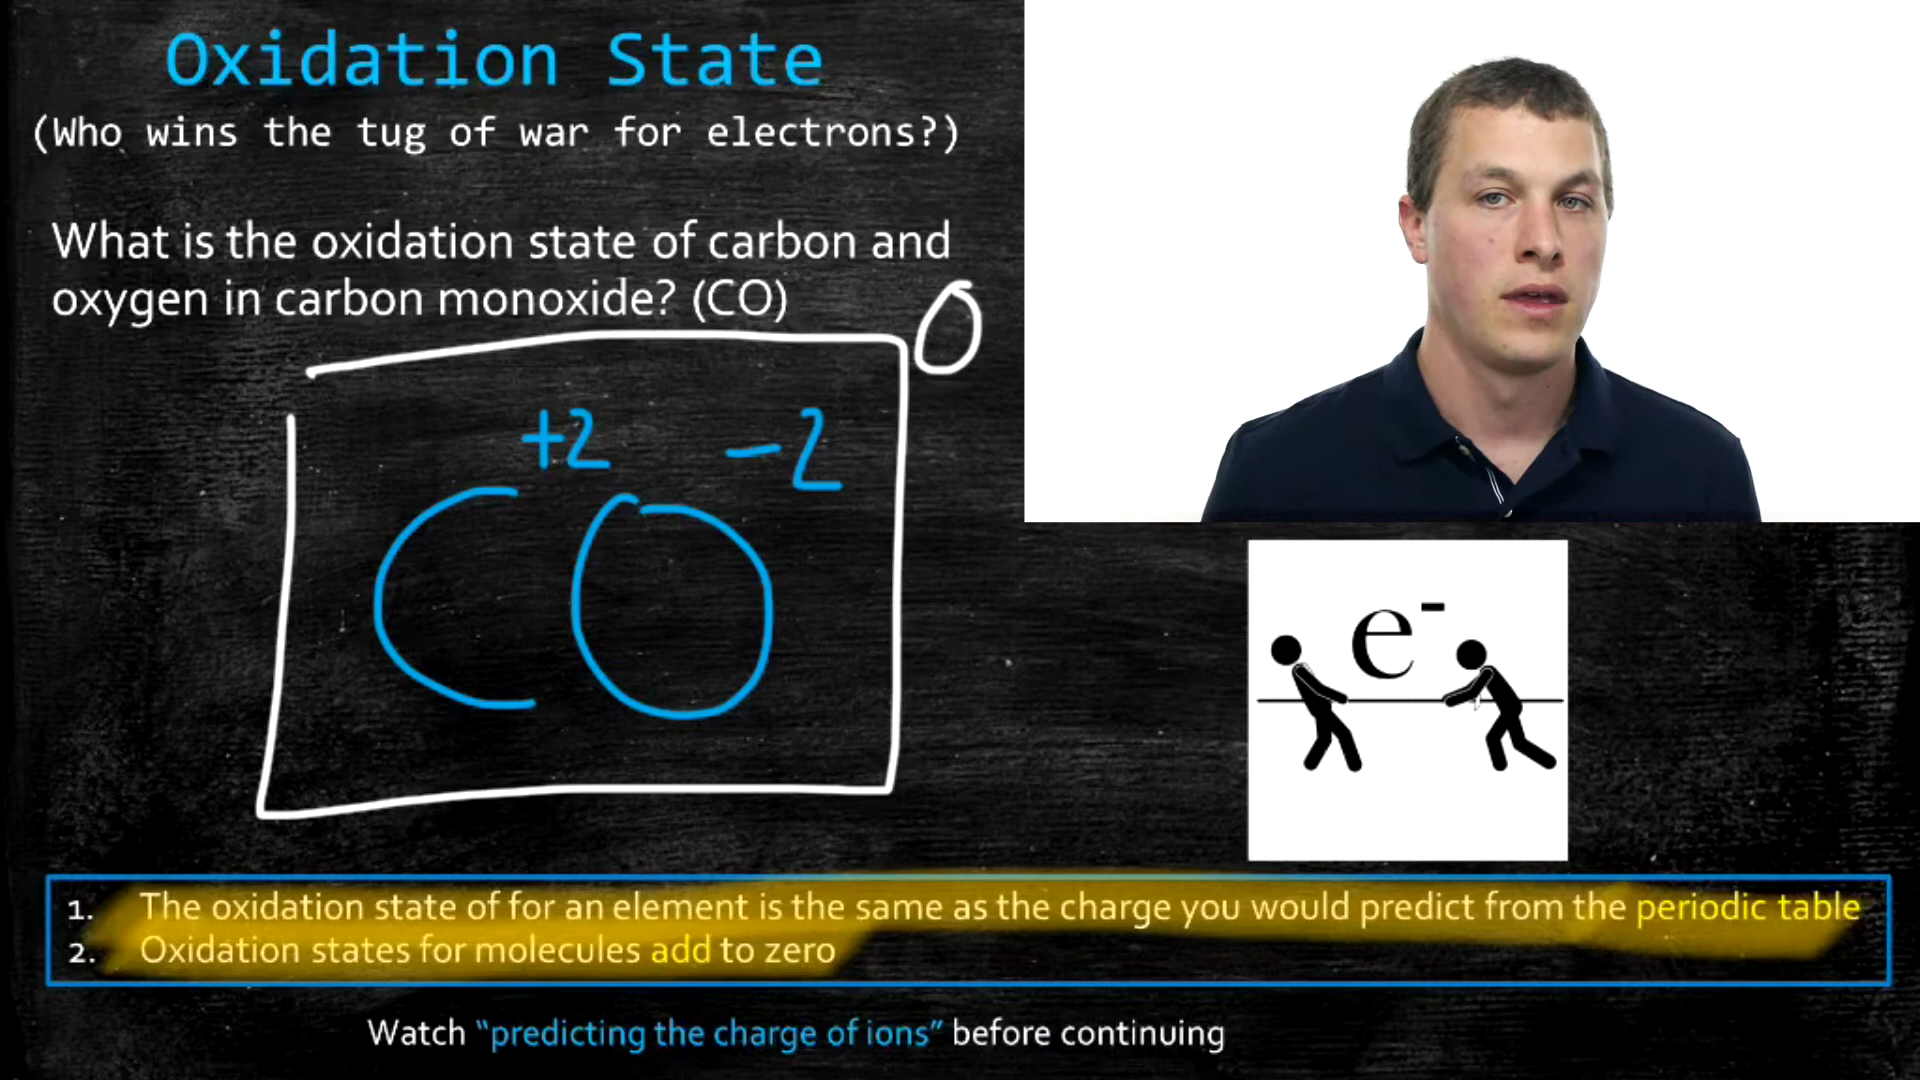 Oxidation State
(Who wins the tug of war for electrons?)
What is the oxidation state of carbon and
oxygen in carbon monoxide? (CO)
0
+2 -2
CO
e-
1. The oxidation state of for an element is the same as the charge you would predict from the periodic table
2. Oxidation states for molecules add to zero
Watch “predicting the charge of ions” before continuing